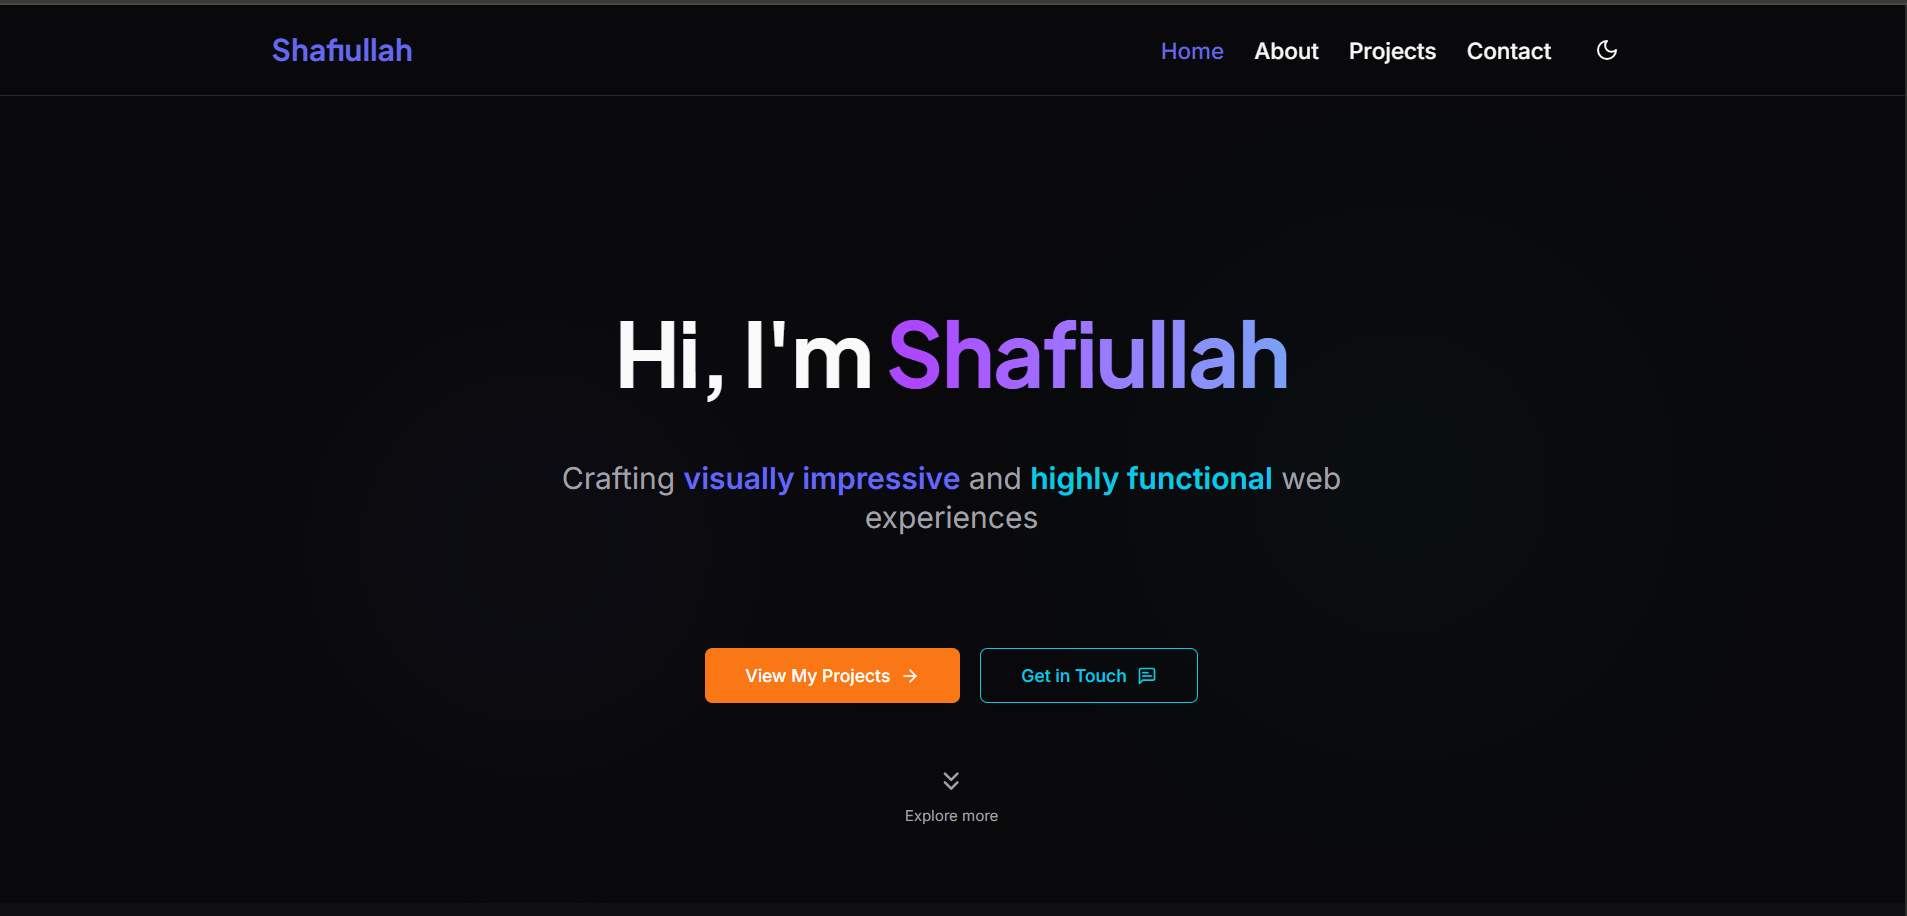 Shafiullah
Home About Projects Contact
Hi, I'm Shafiullah
Crafting visually impressive and highly functional web
experiences
View My Projects
Get in Touch
Explore more